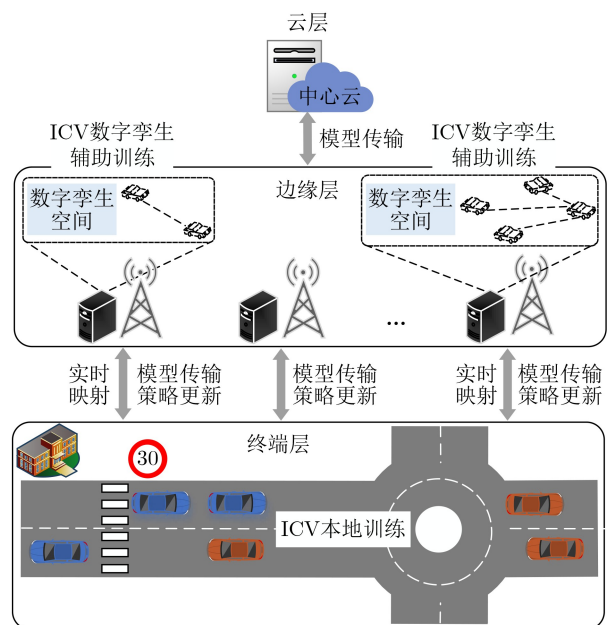 云层
中心云
模型传输
ICV数字孪生
辅助训练
ICV数字孪生
辅助训练
边缘层
数字孪生
空间
数字孪生
空间
...
实时
映射
模型传输
策略更新
模型传输
策略更新
实时
映射
模型传输
策略更新
终端层
30
ICV本地训练